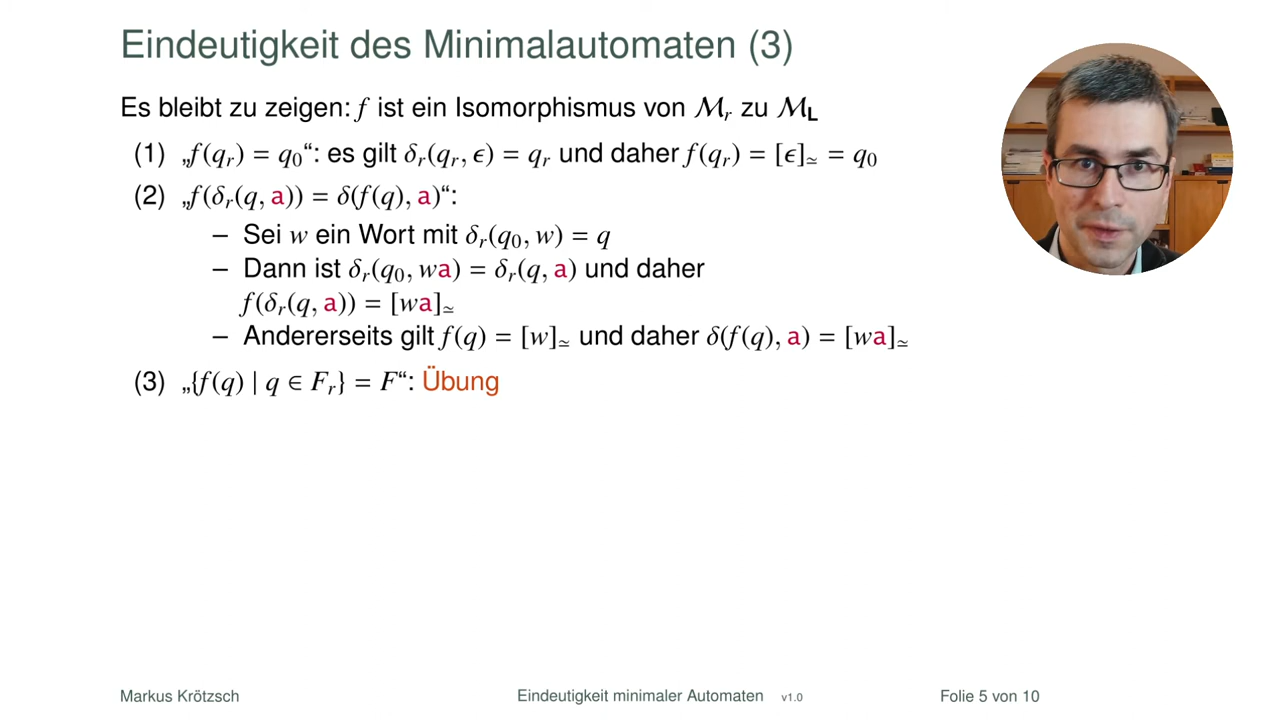 Eindeutigkeit des Minimalautomaten (3)
Es bleibt zu zeigen: f ist ein Isomorphismus von ℳᵣ zu ℳ_L
(1) „f(qᵣ) = q₀“: es gilt δᵣ(qᵣ, ϵ) = qᵣ und daher f(qᵣ) = [ϵ]≃ = q₀
(2) „f(δᵣ(q, a)) = δ(f(q), a)“:
– Sei w ein Wort mit δᵣ(q₀, w) = q
– Dann ist δᵣ(q₀, wa) = δᵣ(q, a) und daher
f(δᵣ(q, a)) = [wa]≃
– Andererseits gilt f(q) = [w]≃ und daher δ(f(q), a) = [wa]≃
(3) „{f(q) | q ∈ Fᵣ} = F“: Übung
Markus Krötzsch Eindeutigkeit minimaler Automaten v1.0 Folie 5 von 10